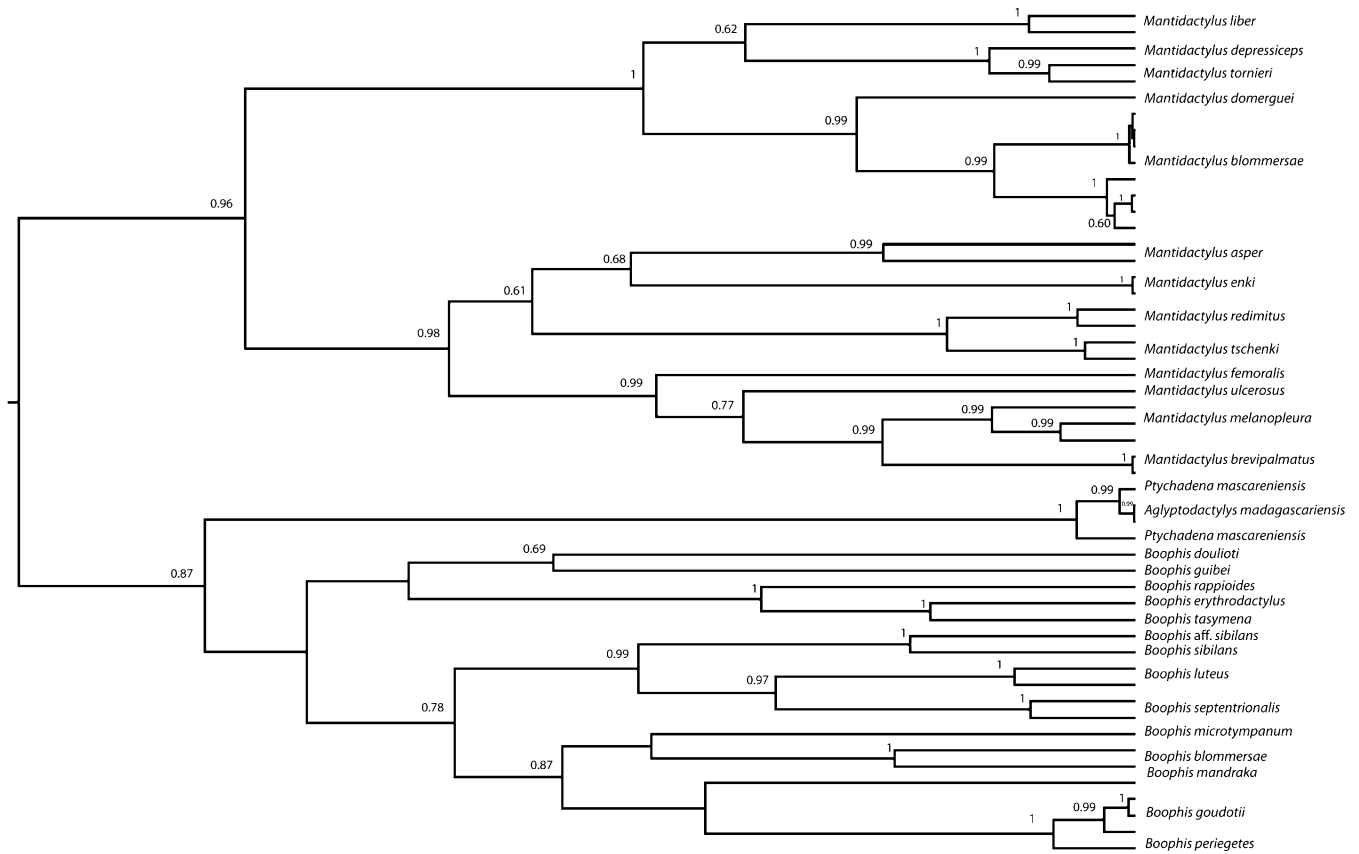 1
Mantidactylus liber
0.62
1
Mantidactylus depressiceps
0.99
Mantidactylus tornieri
1
Mantidactylus domerguei
0.99
1
0.99
Mantidactylus blommersae
1
1
0.96
0.60
0.99
Mantidactylus asper
0.68
1
Mantidactylus enki
0.61
1
Mantidactylus redimitus
1
0.98
1
Mantidactylus tschenki
Mantidactylus femoralis
0.99
Mantidactylus ulcerosus
0.77
0.99
Mantidactylus melanopleura
0.99
0.99
1
Mantidactylus brevipalmatus
0.99
Ptychadena mascareniensis
0.99
1
Aglyptodactylys madagascariensis
Ptychadena mascareniensis
0.69
Boophis doulioti
Boophis guibei
0.87
1
Boophis rappioides
1
Boophis erythrodactylus
Boophis tasymena
1
Boophis aff. sibilans
0.99
Boophis sibilans
1
Boophis luteus
0.97
1
0.78
Boophis septentrionalis
Boophis microtympanum
1
Boophis blommersae
0.87
Boophis mandraka
1
0.99
Boophis goudotii
1
Boophis periegetes